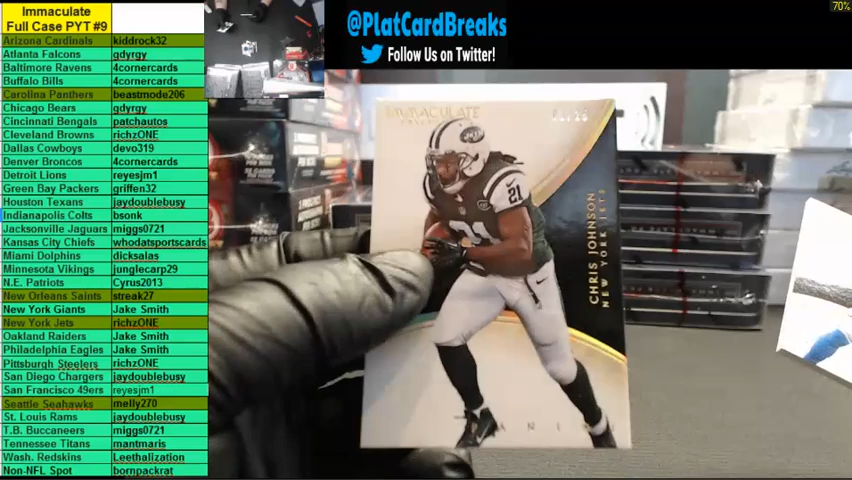 Immaculate
Full Case PYT #9
Arizona Cardinals kiddrock32
Atlanta Falcons gdyrgy
Baltimore Ravens 4cornercards
Buffalo Bills 4cornercards
Carolina Panthers beastmode206
Chicago Bears gdyrgy
Cincinnati Bengals patchautos
Cleveland Browns richzONE
Dallas Cowboys devo319
Denver Broncos 4cornercards
Detroit Lions reyesjm1
Green Bay Packers griffen32
Houston Texans jaydoublebusy
Indianapolis Colts bsonk
Jacksonville Jaguars miggs0721
Kansas City Chiefs whodatsportscards
Miami Dolphins dicksalas
Minnesota Vikings junglecarp29
N.E. Patriots Cyrus2013
New Orleans Saints streak27
New York Giants Jake Smith
New York Jets richzONE
Oakland Raiders Jake Smith
Philadelphia Eagles Jake Smith
Pittsburgh Steelers richzONE
San Diego Chargers jaydoublebusy
San Francisco 49ers reyesjm1
Seattle Seahawks melly270
St. Louis Rams jaydoublebusy
T.B. Buccaneers miggs0721
Tennessee Titans mantmaris
Wash. Redskins Leethalization
Non-NFL Spot bornpackrat
@PlatCardBreaks
Follow Us on Twitter!
70%
IMMACULATE
21
21
CHRIS JOHNSON
NEW YORK JETS